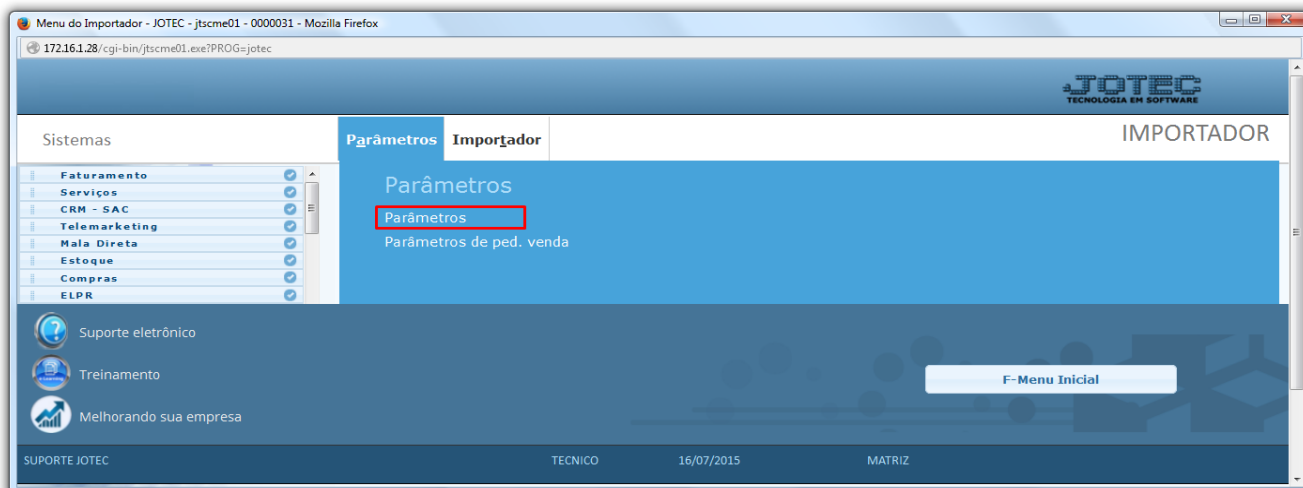 Menu do Importador - JOTEC - jtscme01 - 0000031 - Mozilla Firefox
172.16.1.28/cgi-bin/jtscme01.exe?PROG=jotec
JOTEC
TECNOLOGIA EM SOFTWARE
Sistemas
Parâmetros Importador
IMPORTADOR
Faturamento
Serviços
CRM - SAC
Telemarketing
Mala Direta
Estoque
Compras
ELPR
Parâmetros
Parâmetros
Parâmetros de ped. venda
Suporte eletrônico
Treinamento
Melhorando sua empresa
F-Menu Inicial
SUPORTE JOTEC TECNICO 16/07/2015 MATRIZ